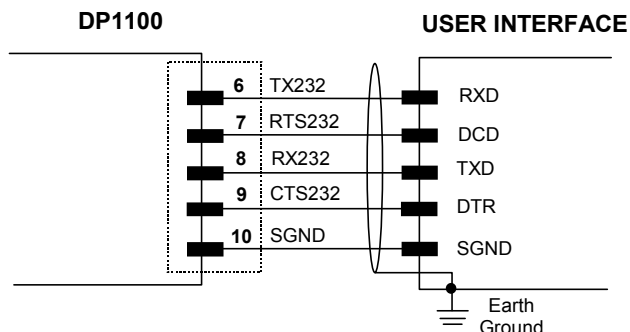 DP1100 USER INTERFACE
6 TX232 RXD
7 RTS232 DCD
8 RX232 TXD
9 CTS232 DTR
10 SGND SGND
Earth
Ground